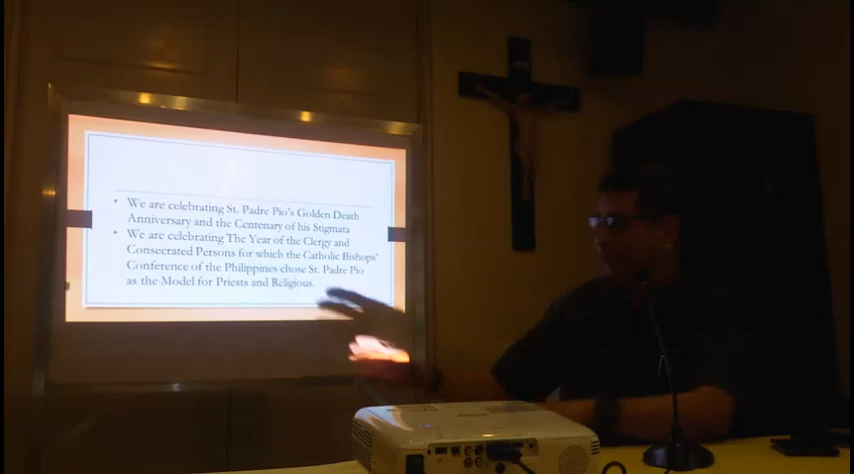 • We are celebrating St. Padre Pio's Golden Death
Anniversary and the Centenary of his Stigmata
• We are celebrating The Year of the Clergy and
Consecrated Persons for which the Catholic Bishops'
Conference of the Philippines chose St. Padre Pio
as the Model for Priests and Religious.